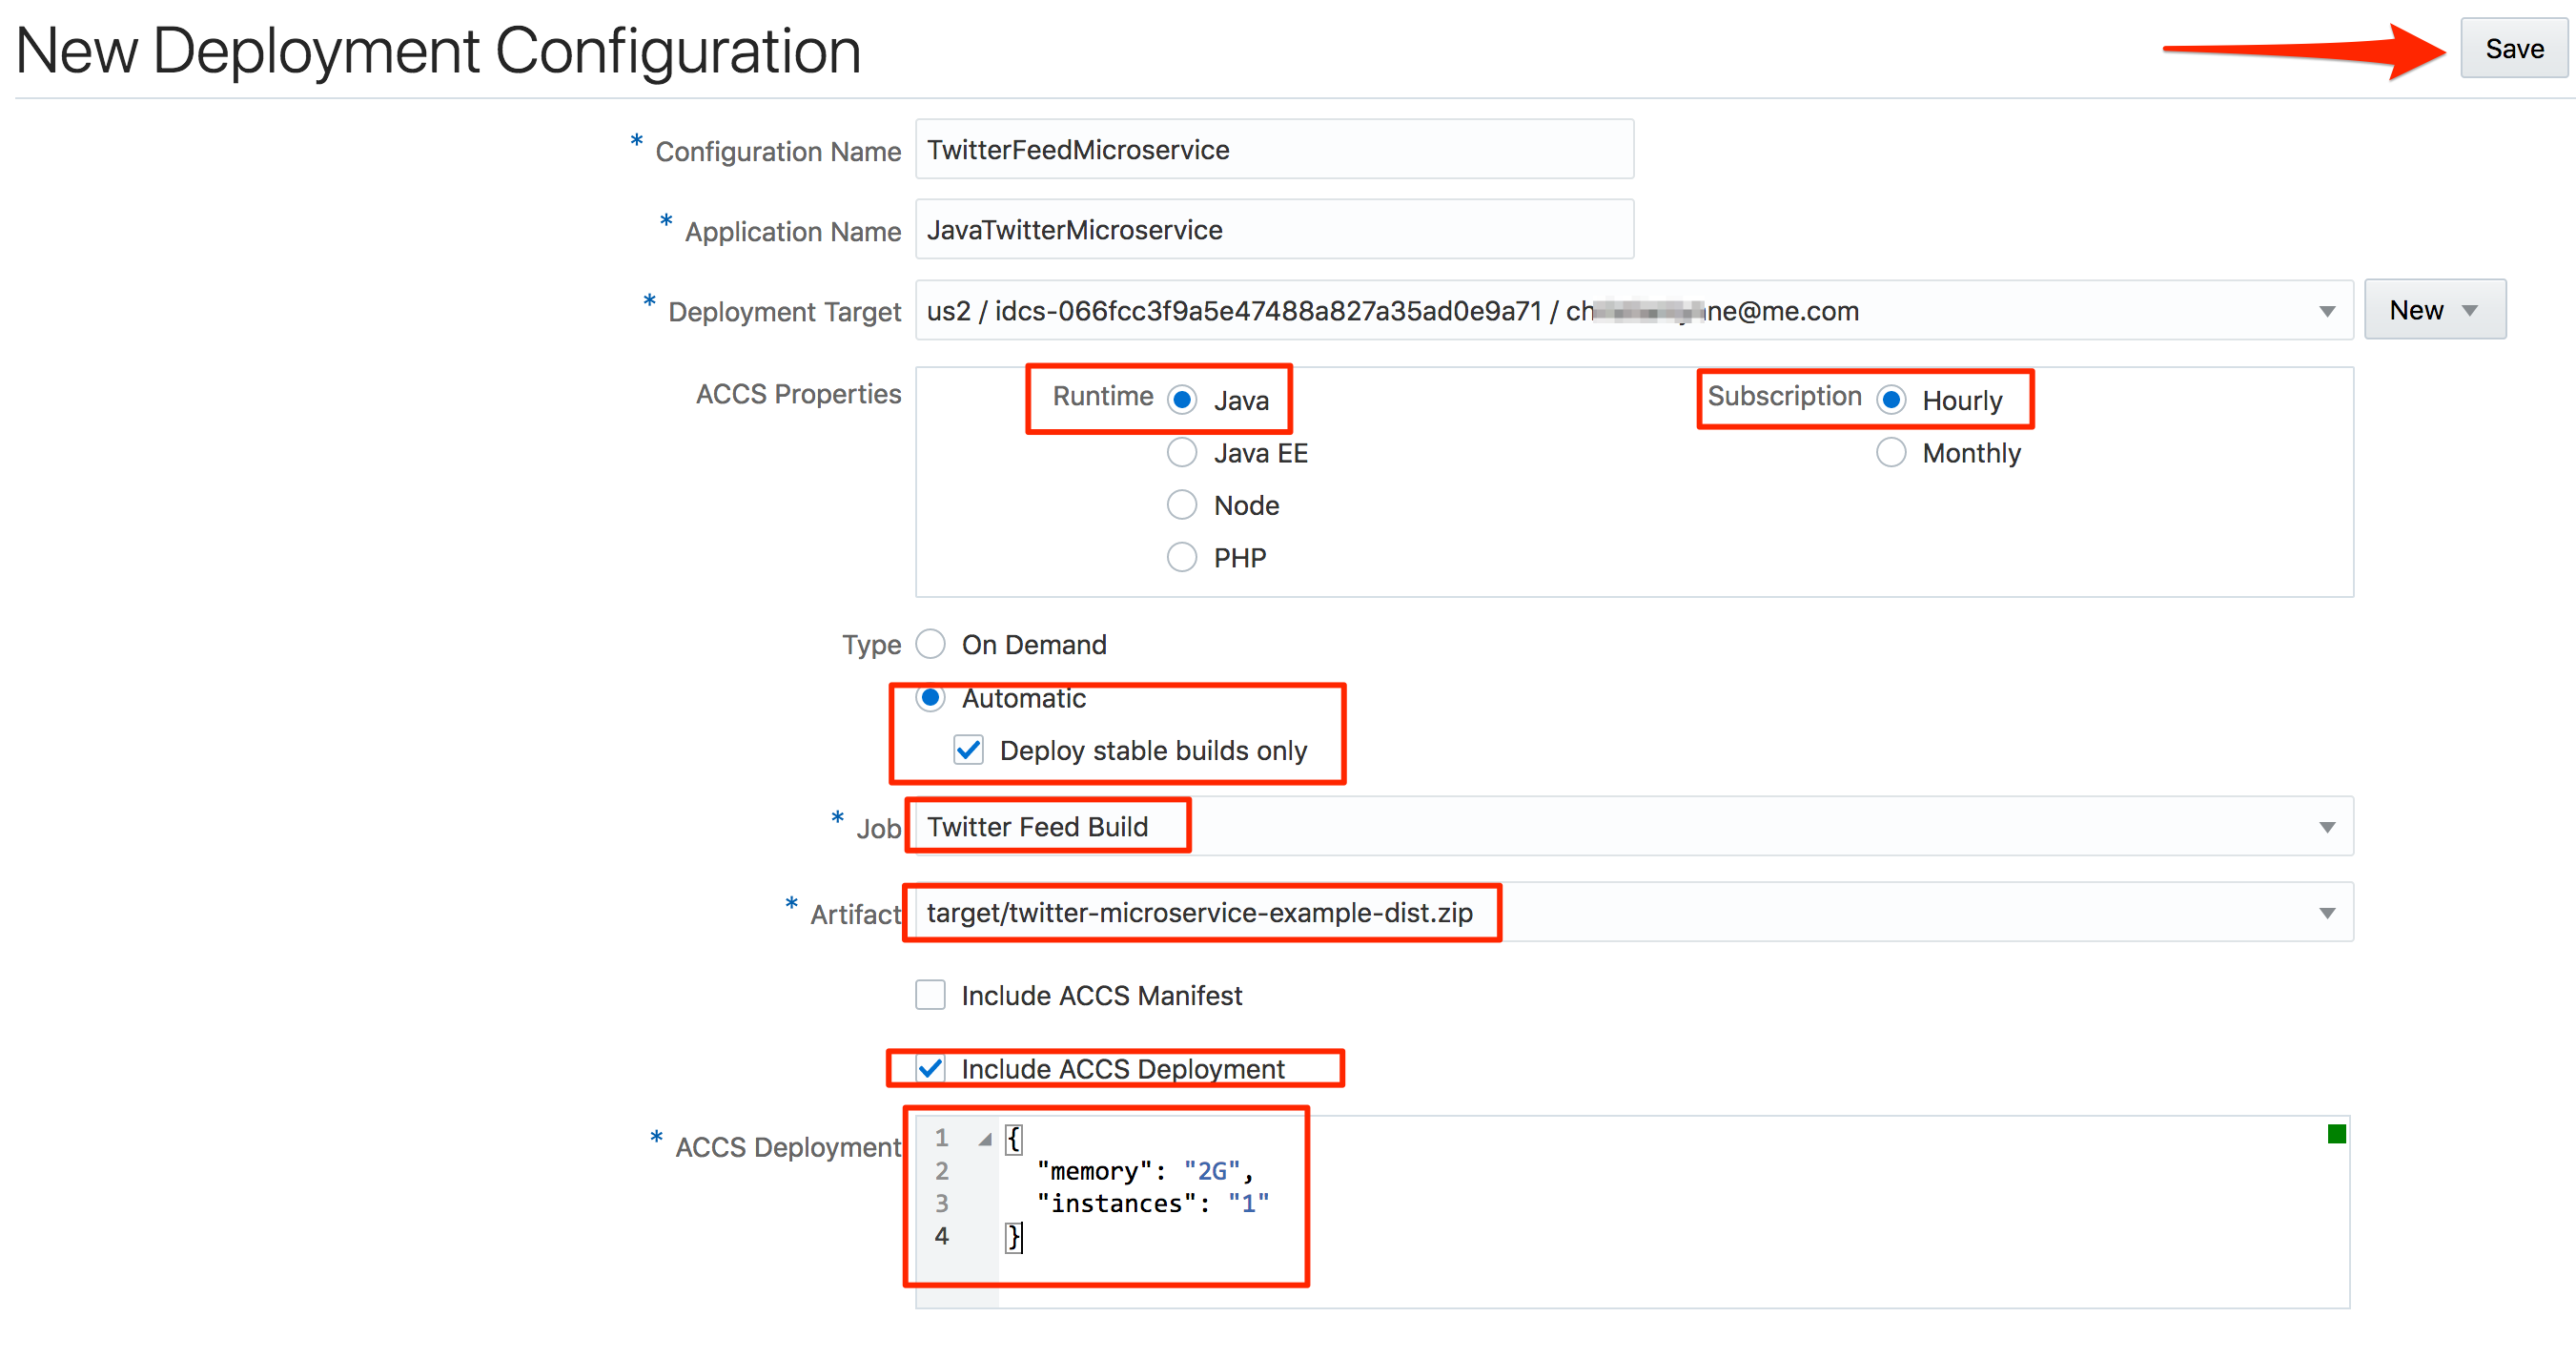 New Deployment Configuration
Save
* Configuration Name TwitterFeedMicroservice
* Application Name JavaTwitterMicroservice
* Deployment Target us2 / idcs-066fcc3f9a5e47488a827a35ad0e9a71 / ch ne@me.com New
ACCS Properties Runtime Java Subscription Hourly
Java EE Monthly
Node
PHP
Type On Demand
Automatic
Deploy stable builds only
* Job Twitter Feed Build
* Artifact target/twitter-microservice-example-dist.zip
Include ACCS Manifest
Include ACCS Deployment
* ACCS Deployment 1 {
2 "memory": "2G",
3 "instances": "1"
4 }